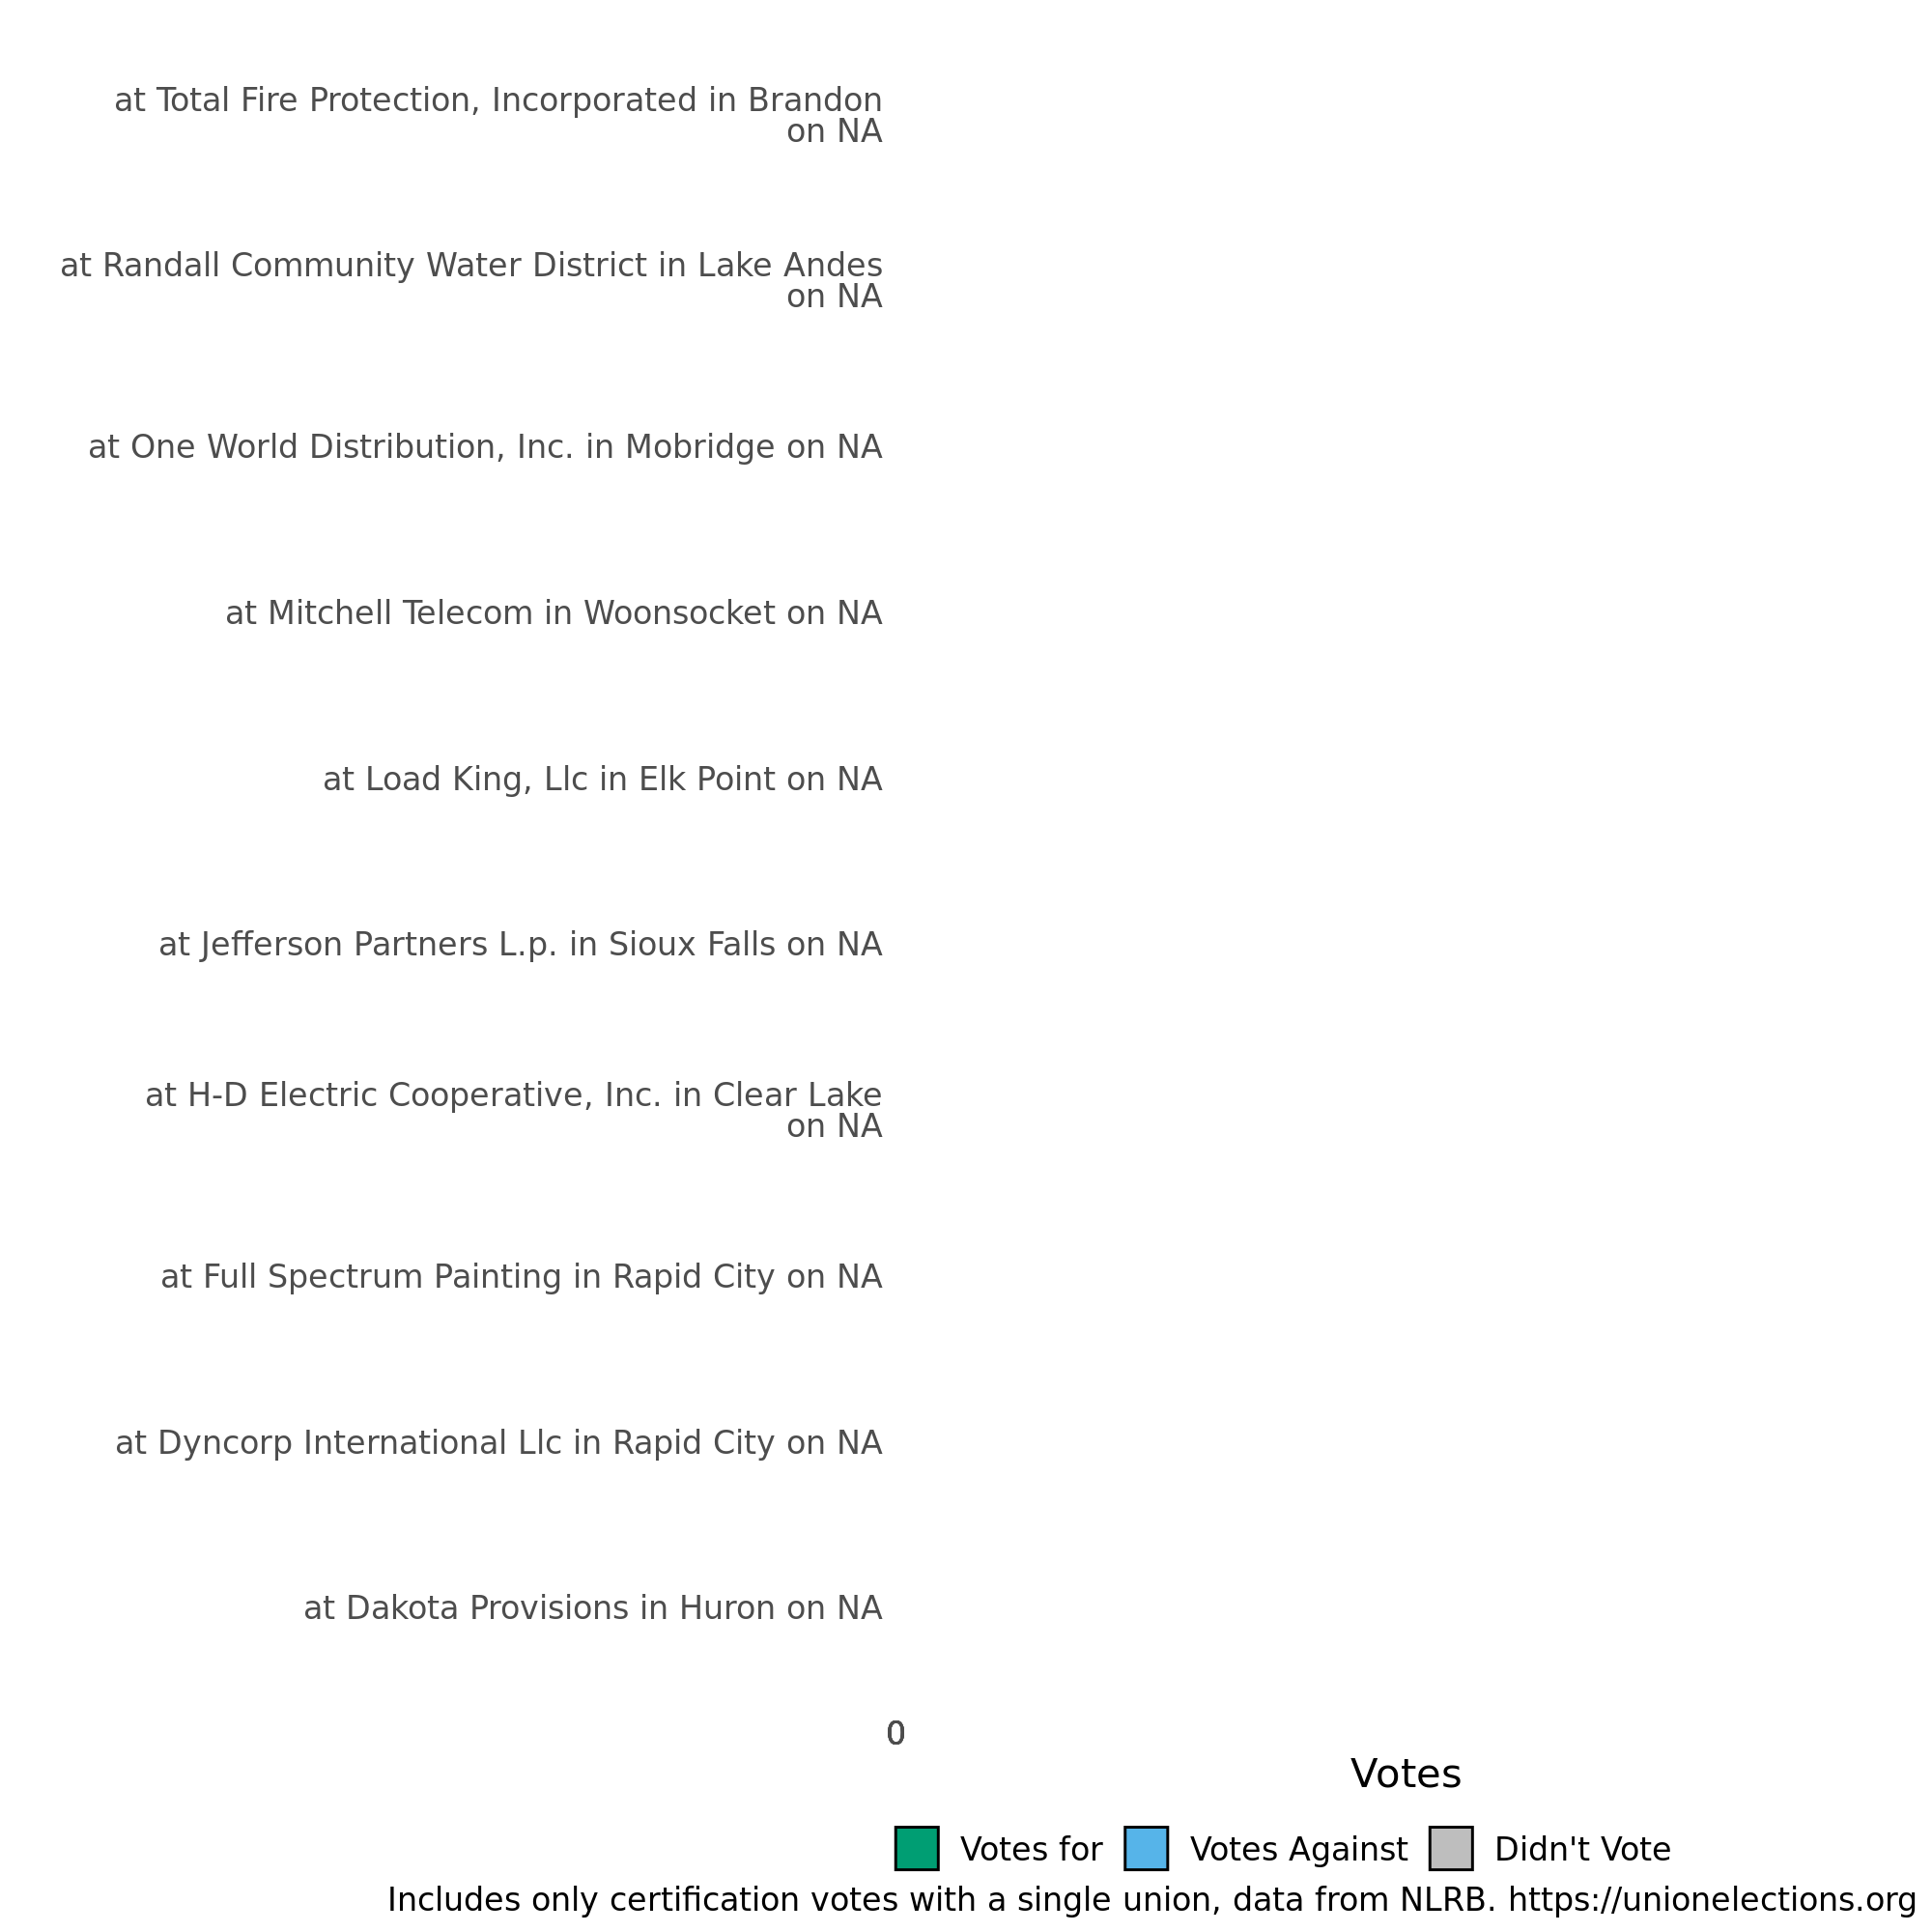 at Total Fire Protection, Incorporated in Brandon
on NA
at Randall Community Water District in Lake Andes
on NA
at One World Distribution, Inc. in Mobridge on NA
at Mitchell Telecom in Woonsocket on NA
at Load King, Llc in Elk Point on NA
at Jefferson Partners L.p. in Sioux Falls on NA
at H-D Electric Cooperative, Inc. in Clear Lake
on NA
at Full Spectrum Painting in Rapid City on NA
at Dyncorp International Llc in Rapid City on NA
at Dakota Provisions in Huron on NA
0
Votes
Votes for Votes Against Didn't Vote
Includes only certification votes with a single union, data from NLRB. https://unionelections.org